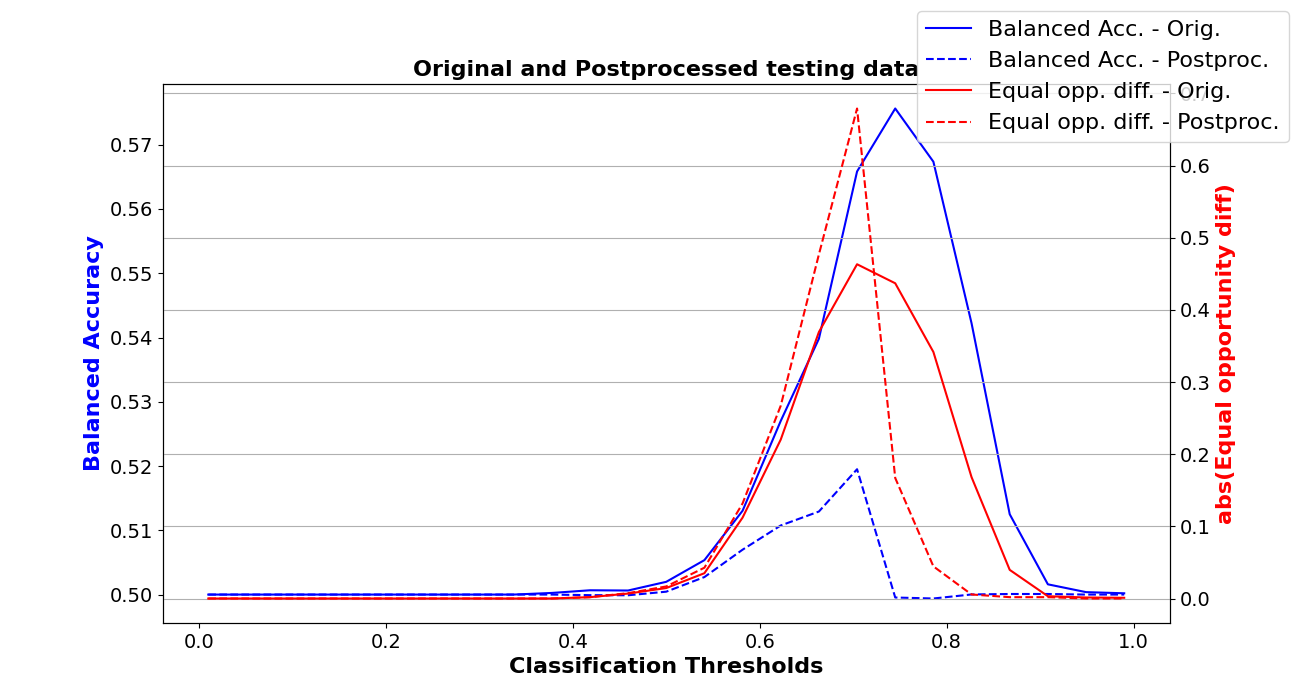 Balanced Acc. - Orig.
Balanced Acc. - Postproc.
Equal opp. diff. - Orig.
Equal opp. diff. - Postproc.
Original and Postprocessed testing data
0.57
0.56
0.55
0.54
0.53
0.52
0.51
0.50
Balanced Accuracy
0.7
0.6
0.5
0.4
0.3
0.2
0.1
0.0
abs(Equal opportunity diff)
0.0 0.2 0.4 0.6 0.8 1.0
Classification Thresholds